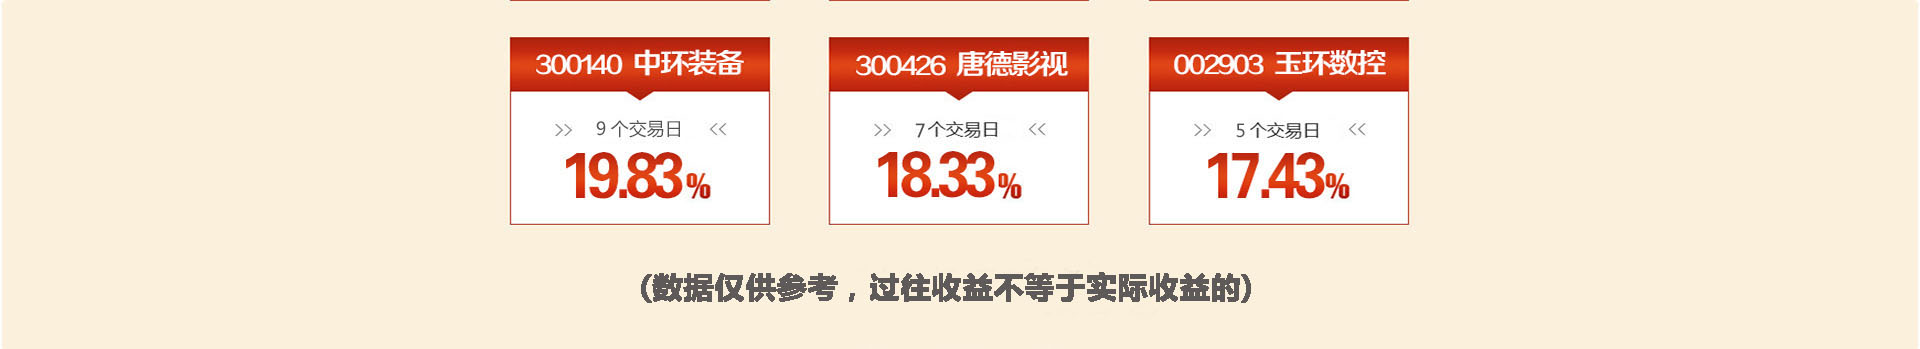 300140 中环装备
300426 唐德影视
002903 玉环数控
>> 9 个交易日 <<
>> 7个交易日 <<
>> 5个交易日 <<
19.83%
18.33%
17.43%
(数据仅供参考，过往收益不等于实际收益的)